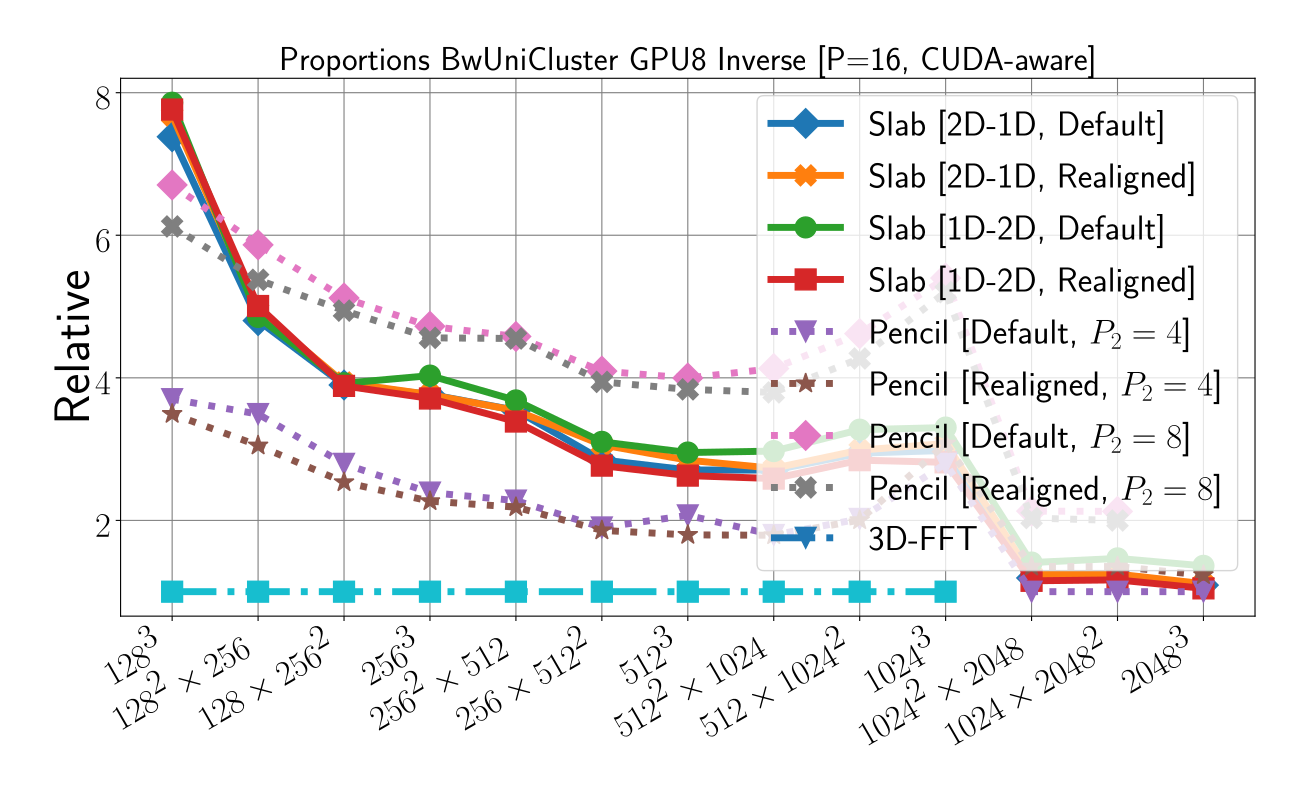 Proportions BwUniCluster GPU8 Inverse [P=16, CUDA-aware]
Relative
8
6
4
2
Slab [2D-1D, Default]
Slab [2D-1D, Realigned]
Slab [1D-2D, Default]
Slab [1D-2D, Realigned]
Pencil [Default, P₂ = 4]
Pencil [Realigned, P₂ = 4]
Pencil [Default, P₂ = 8]
Pencil [Realigned, P₂ = 8]
3D-FFT
128³
128² × 256
128 × 256²
256³
256² × 512
256 × 512²
512³
512² × 1024
512 × 1024²
1024³
1024² × 2048
1024 × 2048²
2048³